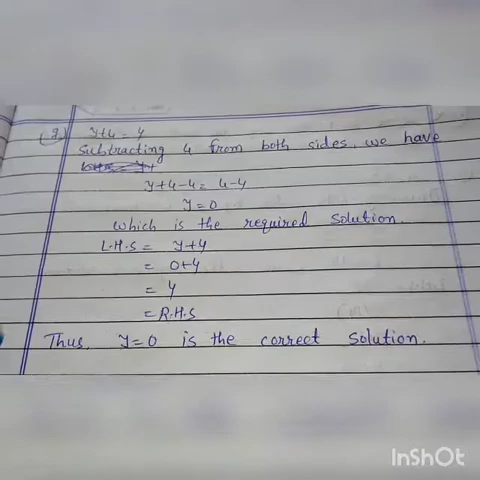 (g) y+4 = 4
Subtracting 4 from both sides, we have
y+4-4 = 4-4
y=0
which is the required solution.
L.H.S = y+4
= 0+4
= 4
= R.H.S
Thus, y=0 is the correct solution.
InShOt